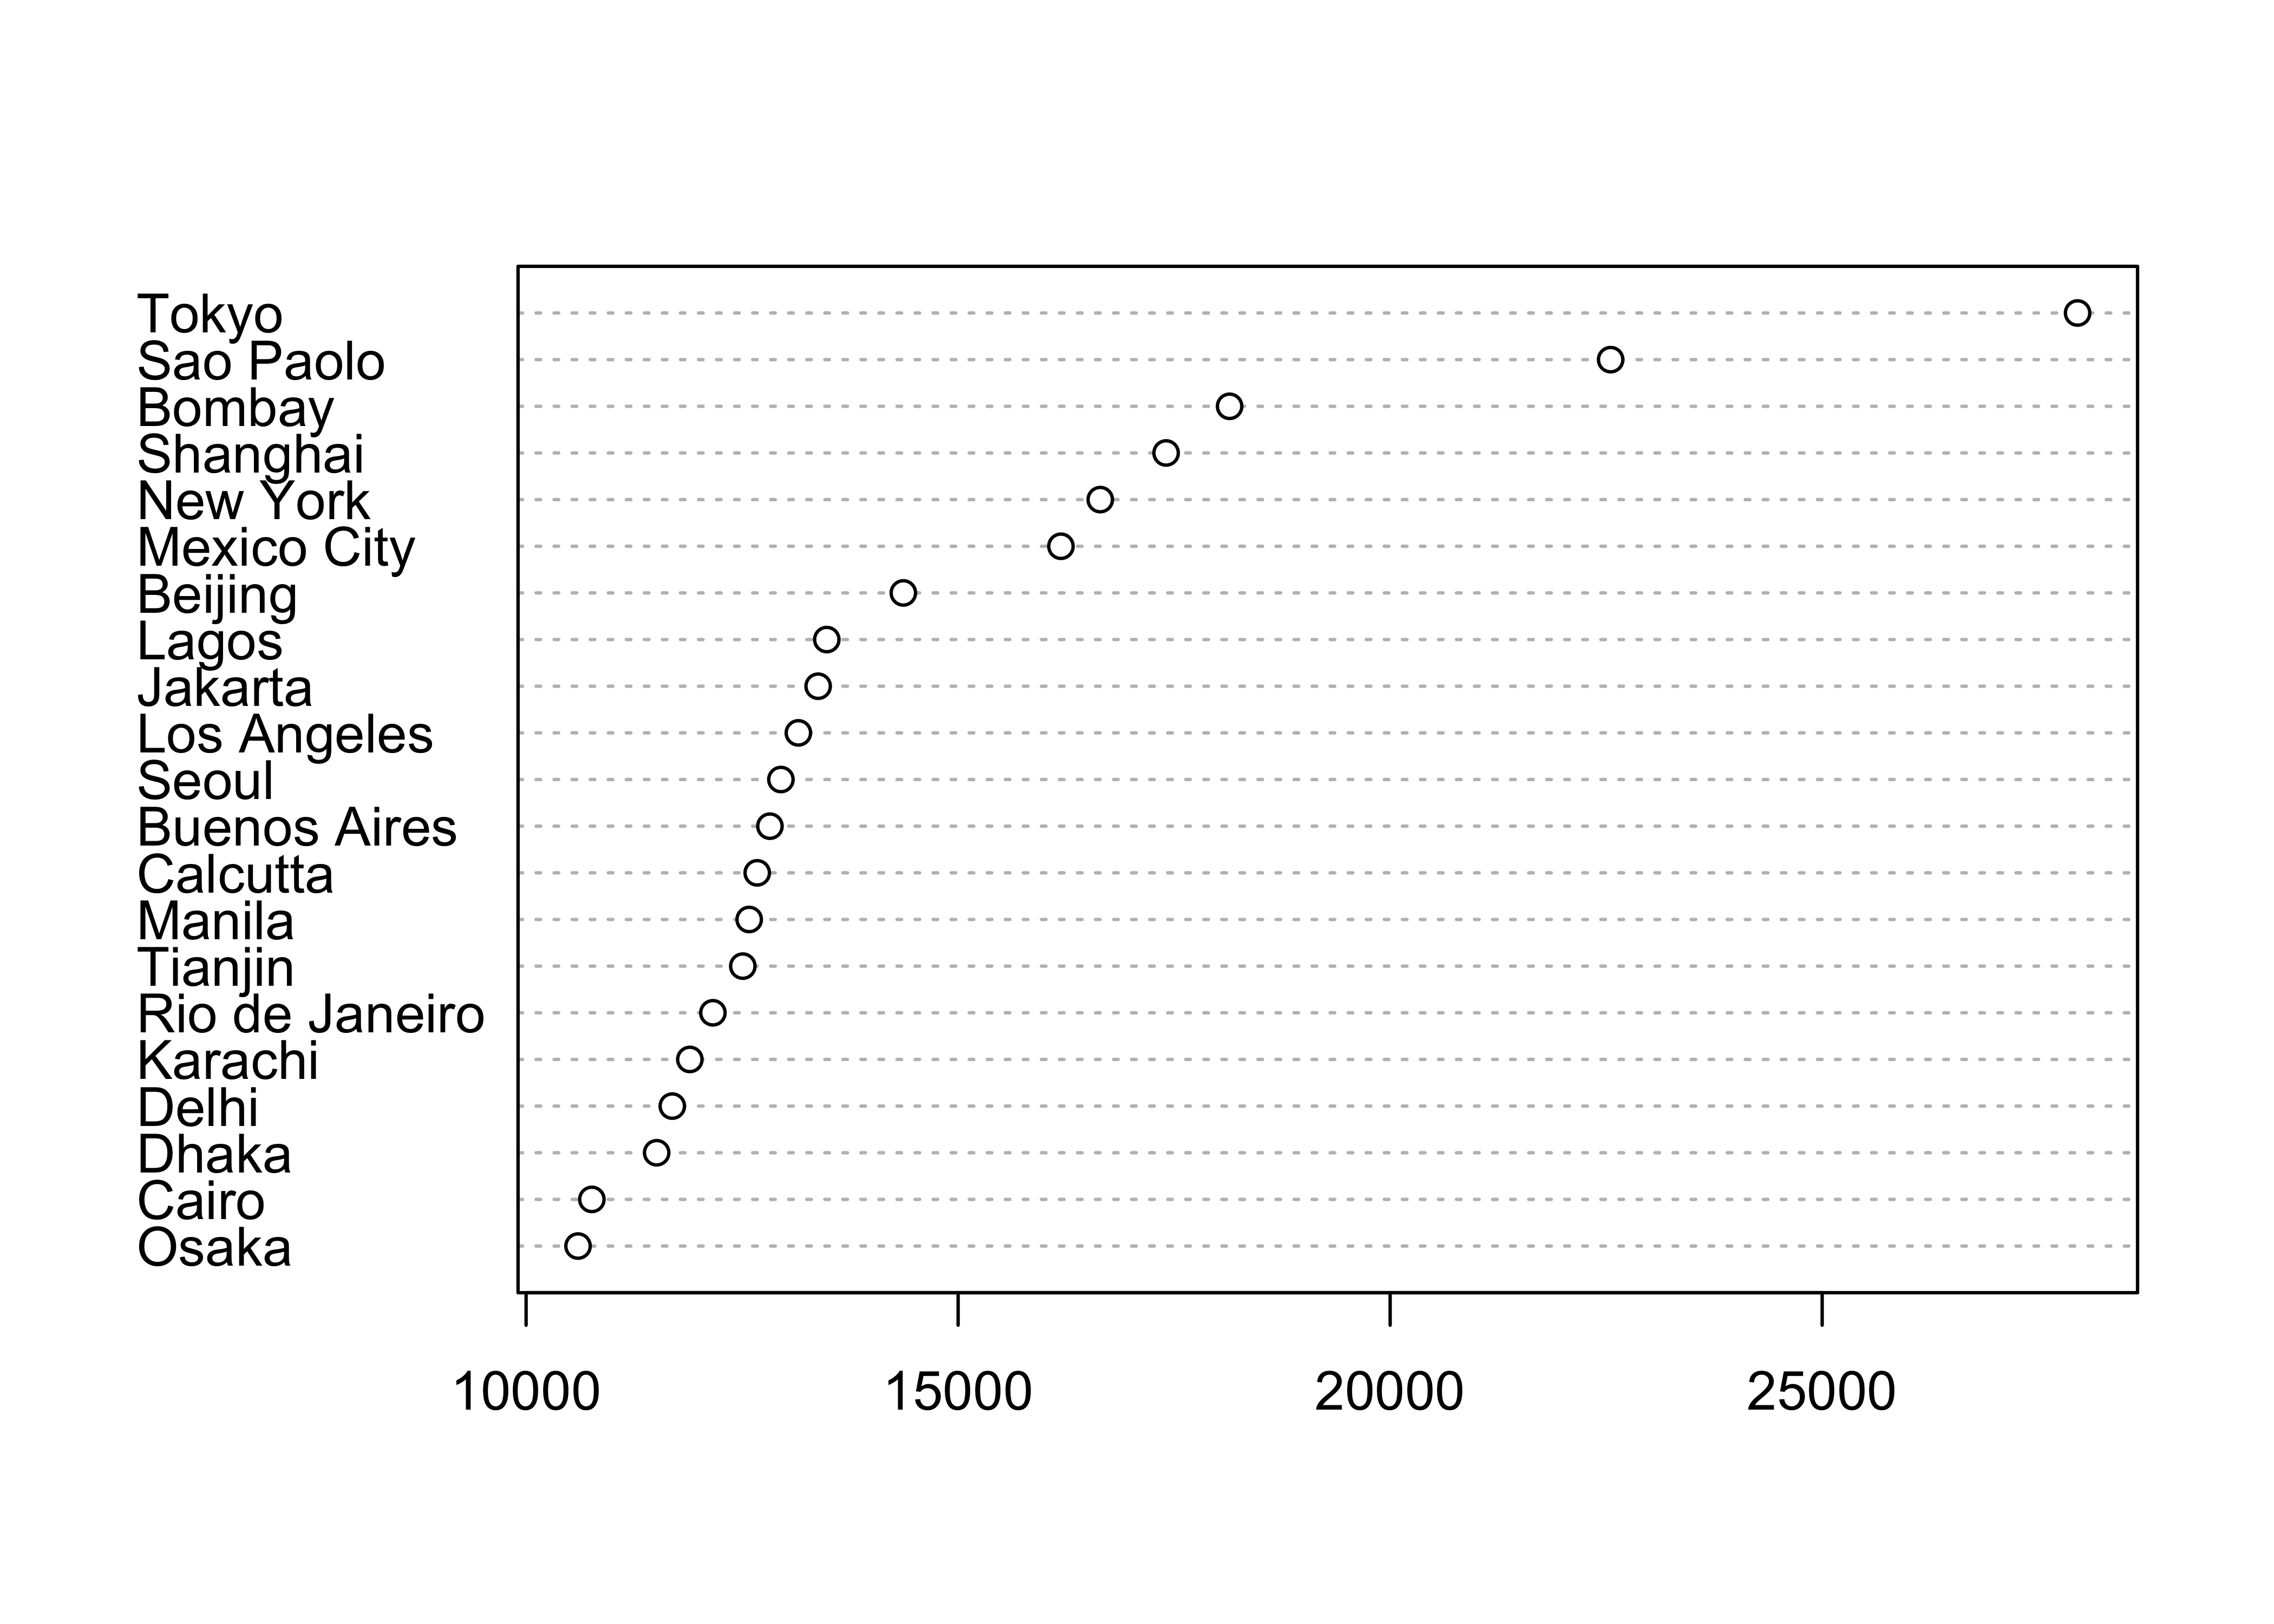 Tokyo
Sao Paolo
Bombay
Shanghai
New York
Mexico City
Beijing
Lagos
Jakarta
Los Angeles
Seoul
Buenos Aires
Calcutta
Manila
Tianjin
Rio de Janeiro
Karachi
Delhi
Dhaka
Cairo
Osaka
10000 15000 20000 25000